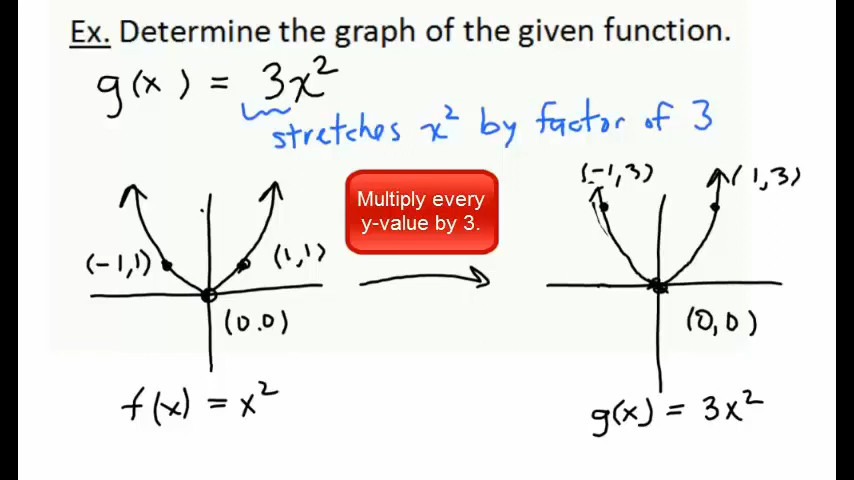 Ex. Determine the graph of the given function.
g(x) = 3x²
stretches x² by factor of 3
(-1,3)
(1,3)
Multiply every
y-value by 3.
(-1,1)
(1,1)
(0.0)
(0,0)
f(x) = x²
g(x) = 3x²